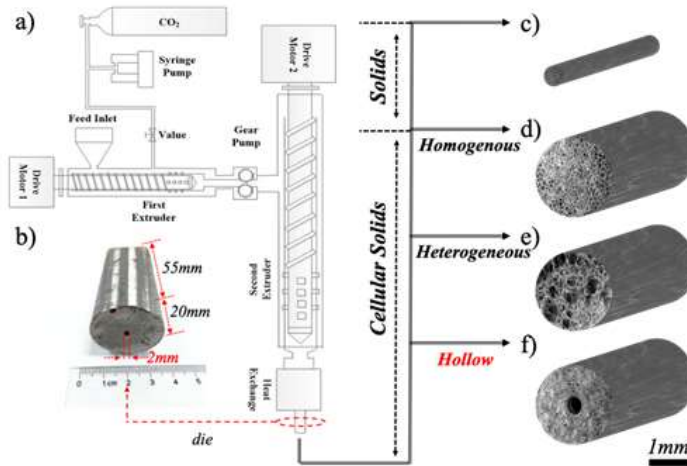 a)
CO₂
Syringe
Pump
Feed Inlet
Value
Drive
Motor 1
First Extruder
Gear
Pump
Drive
Motor 2
Second
Extruder
Heat
Exchange
b)
55mm
20mm
2mm
0 1cm 2 3 4 5
die
Solids
Cellular Solids
Homogenous
Heterogeneous
Hollow
c)
d)
e)
f)
1mm